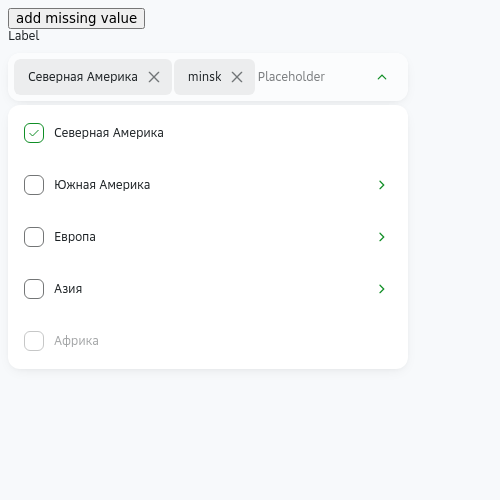 add missing value
Label
Северная Америка minsk Placeholder
Северная Америка
Южная Америка
Европа
Азия
Африка